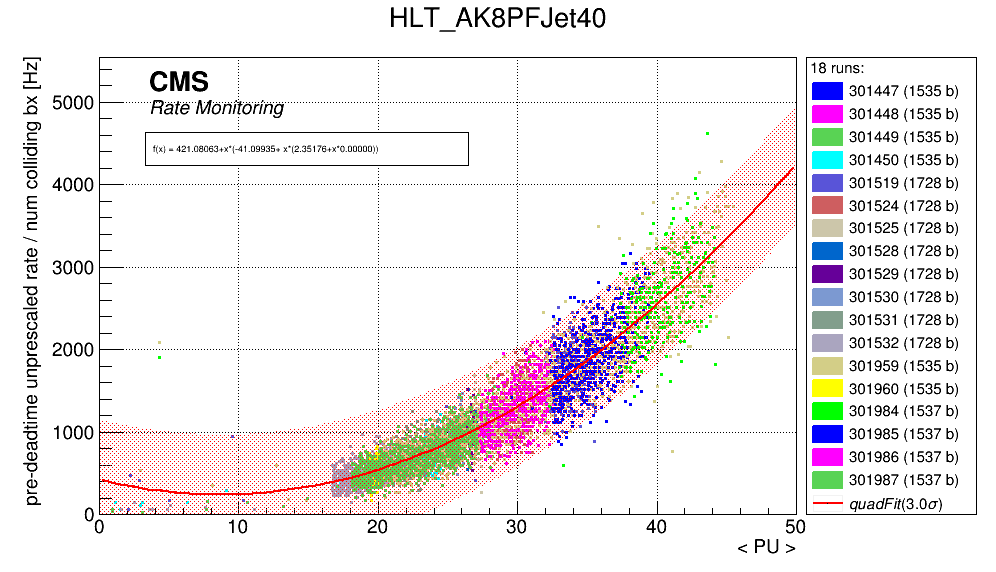 HLT_AK8PFJet40
pre-deadtime unprescaled rate / num colliding bx [Hz]
CMS
Rate Monitoring
f(x) = 421.08063+x*(-41.09935+ x*(2.35176+x*0.00000))
5000
4000
3000
2000
1000
0
0 10 20 30 40 50
< PU >
18 runs:
301447 (1535 b)
301448 (1535 b)
301449 (1535 b)
301450 (1535 b)
301519 (1728 b)
301524 (1728 b)
301525 (1728 b)
301528 (1728 b)
301529 (1728 b)
301530 (1728 b)
301531 (1728 b)
301532 (1728 b)
301959 (1535 b)
301960 (1535 b)
301984 (1537 b)
301985 (1537 b)
301986 (1537 b)
301987 (1537 b)
quadFit(3.0σ)